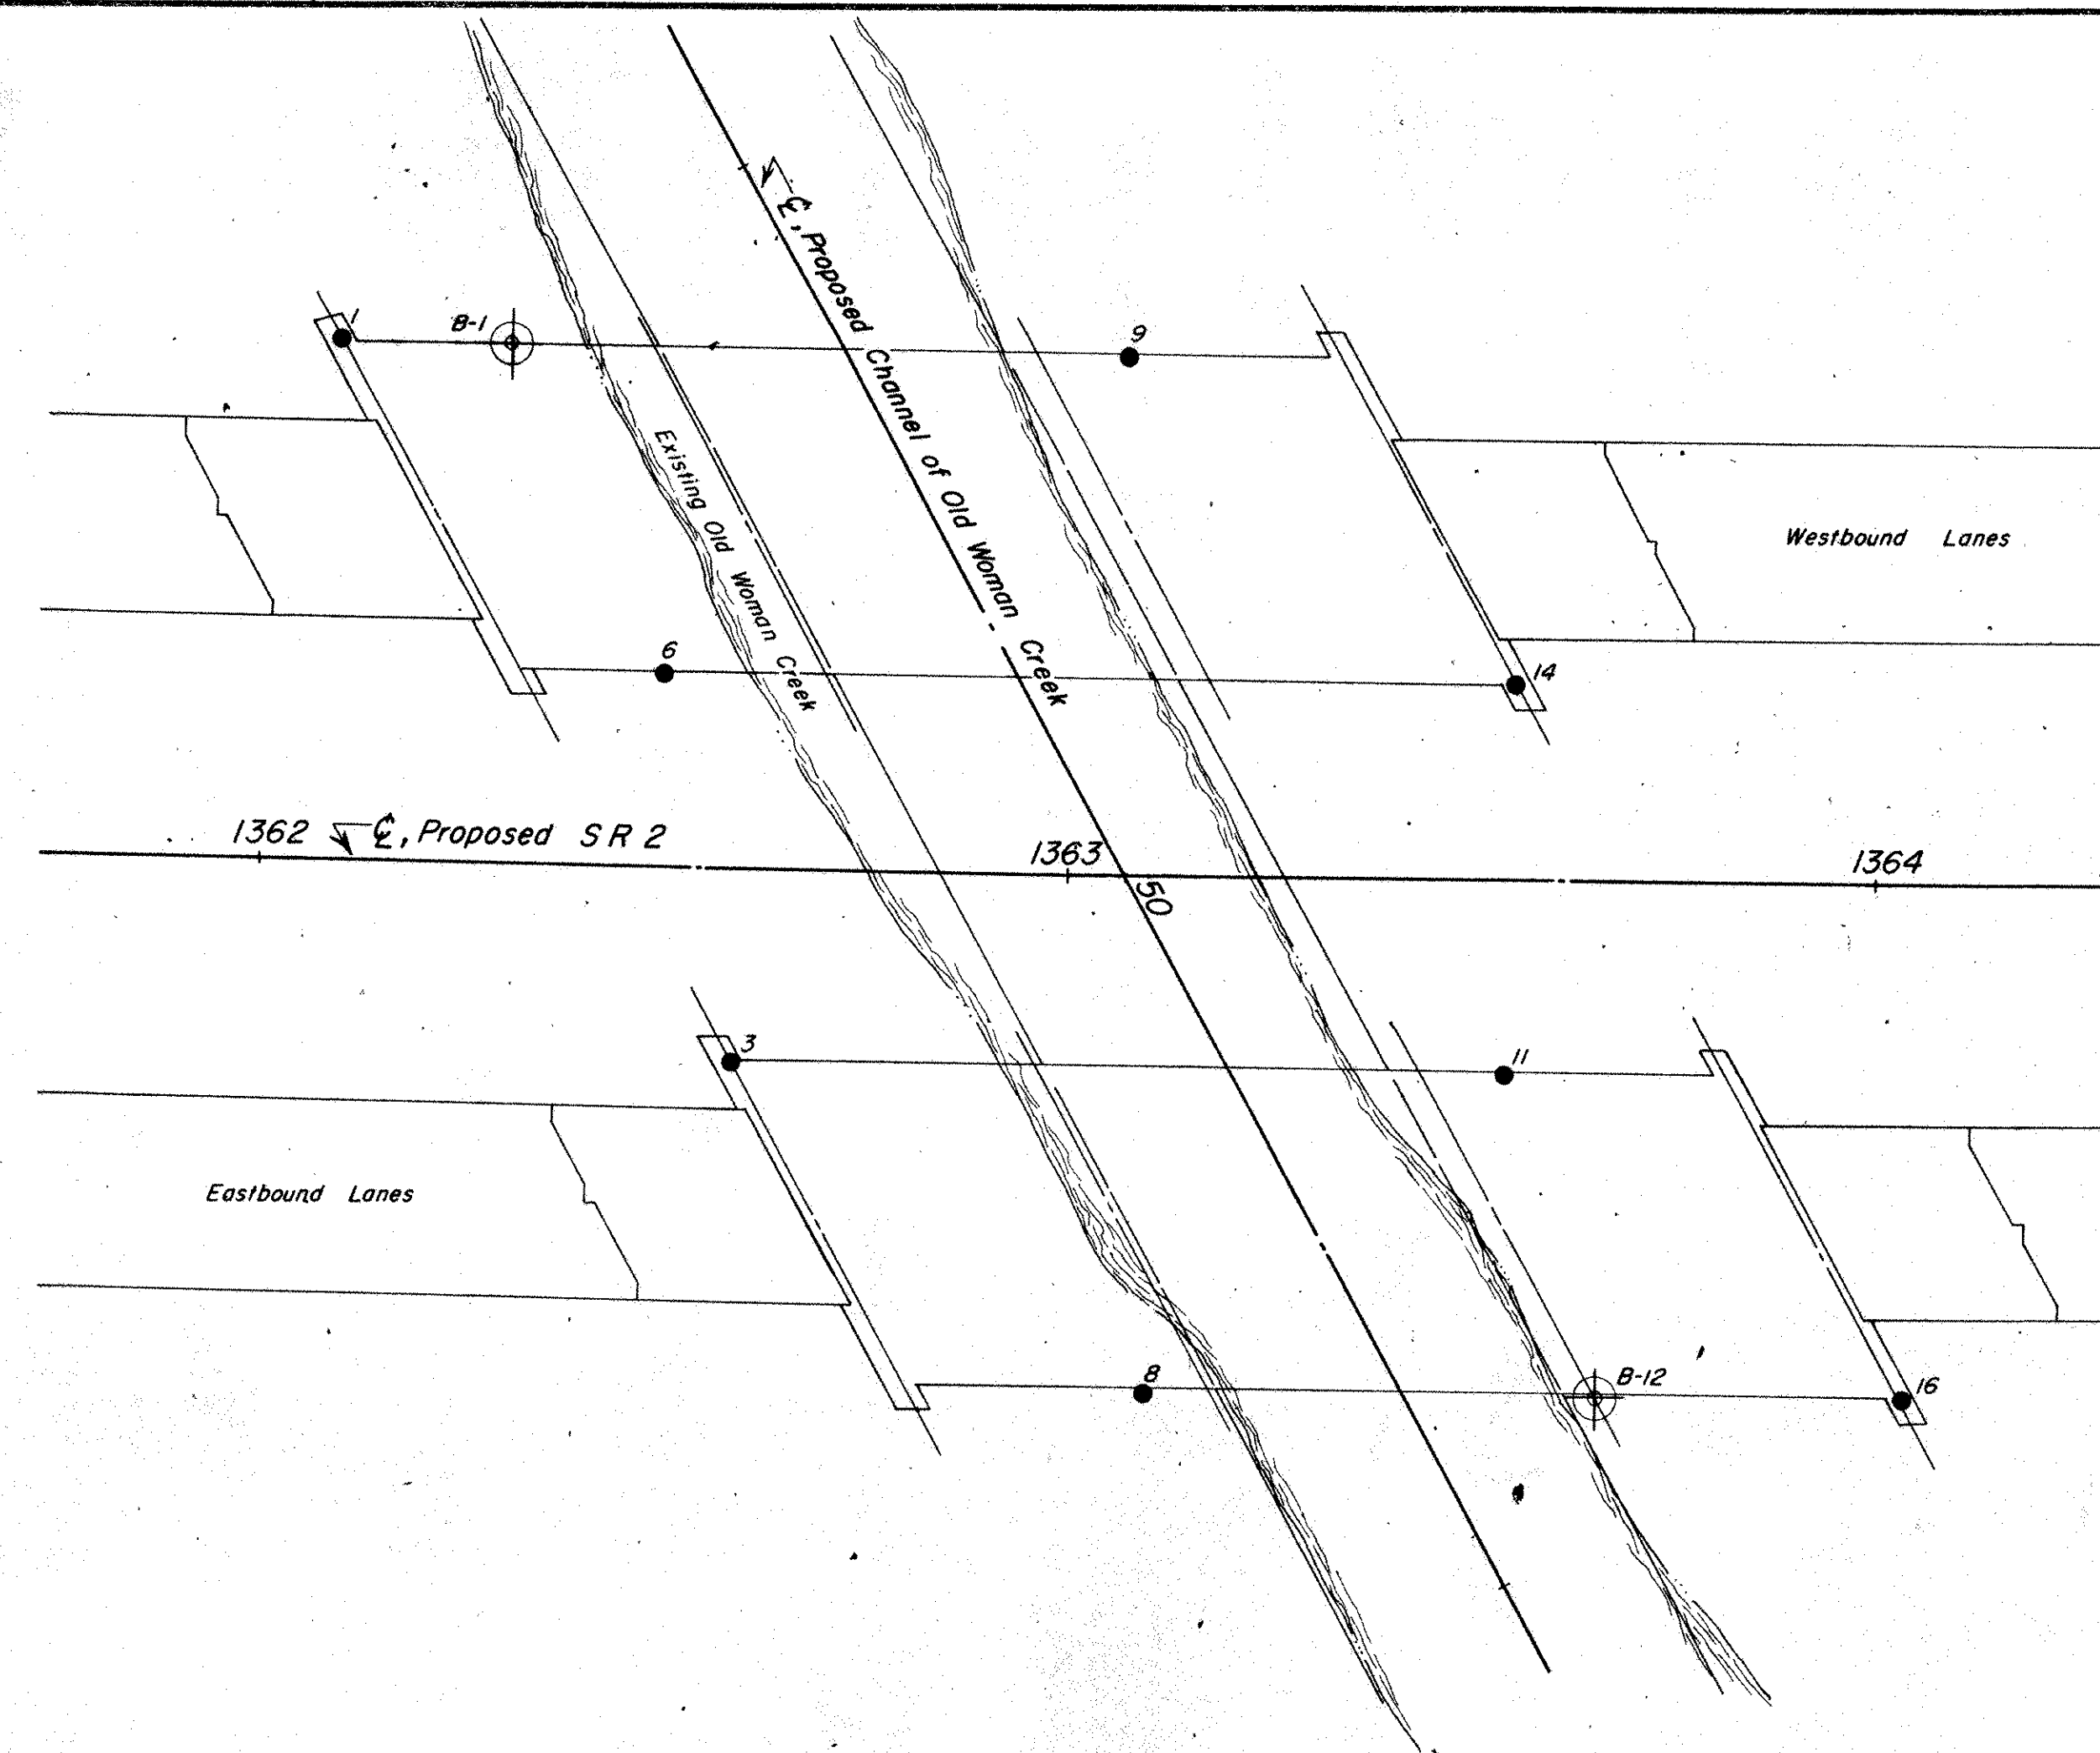 ℄, Proposed Channel of Old Woman Creek
1
B-1
9
Existing Old Woman Creek
Westbound Lanes
6
14
1362
℄, Proposed SR 2
1363
1364
50
3
11
Eastbound Lanes
8
B-12
16